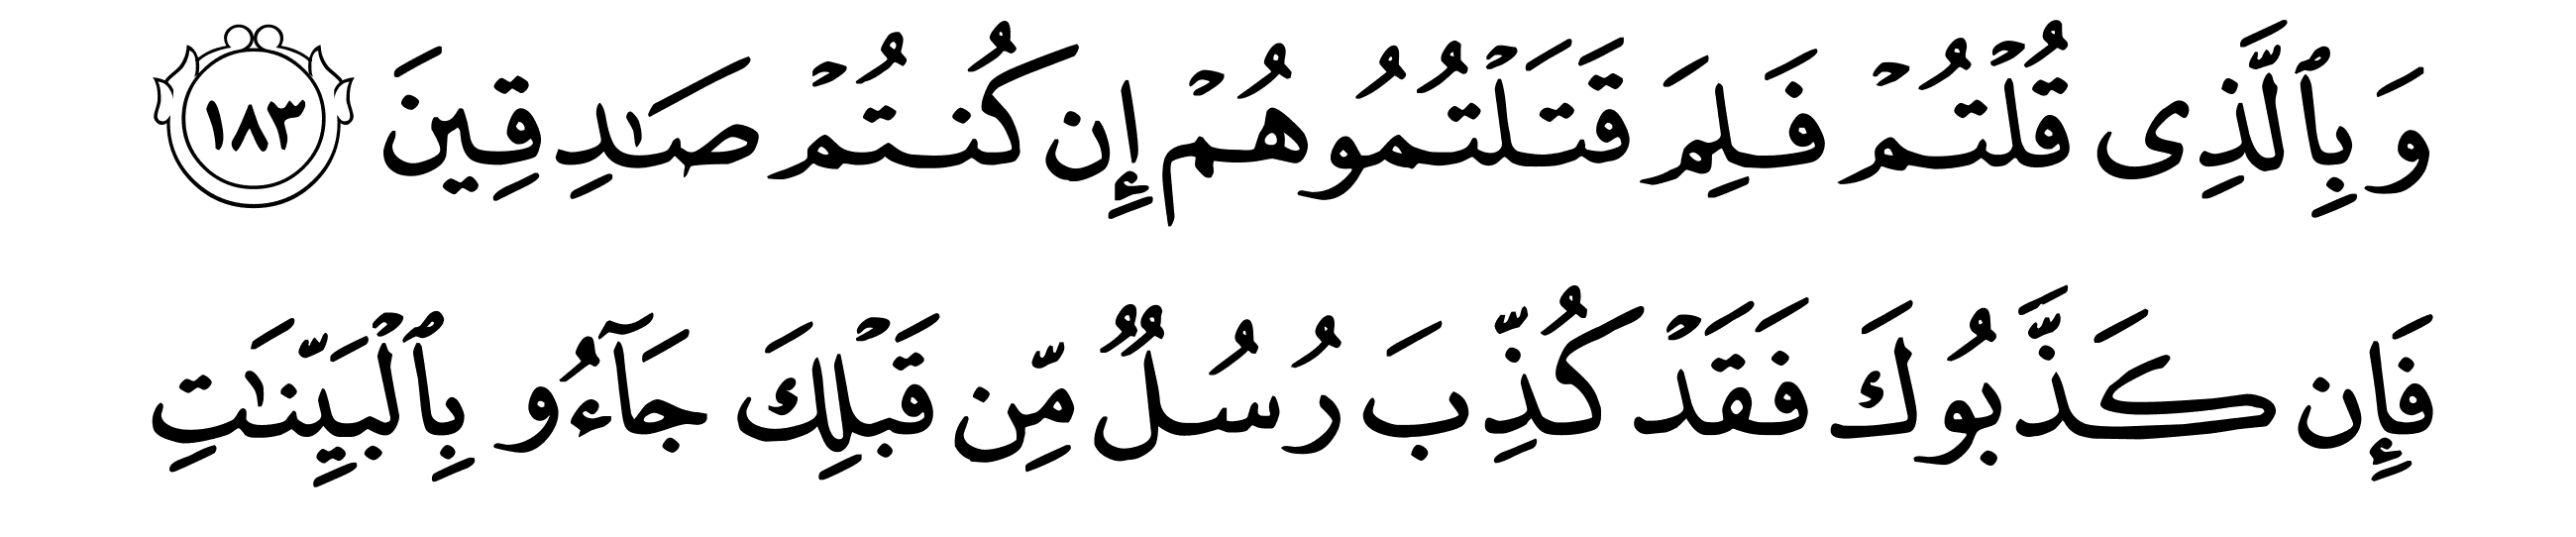 وَبِٱلَّذِى قُلْتُمْ فَلِمَ قَتَلْتُمُوهُمْ إِن كُنتُمْ صَـٰدِقِينَ ١٨٣
فَإِن كَذَّبُوكَ فَقَدْ كُذِّبَ رُسُلٌ مِّن قَبْلِكَ جَآءُو بِٱلْبَيِّنَـٰتِ